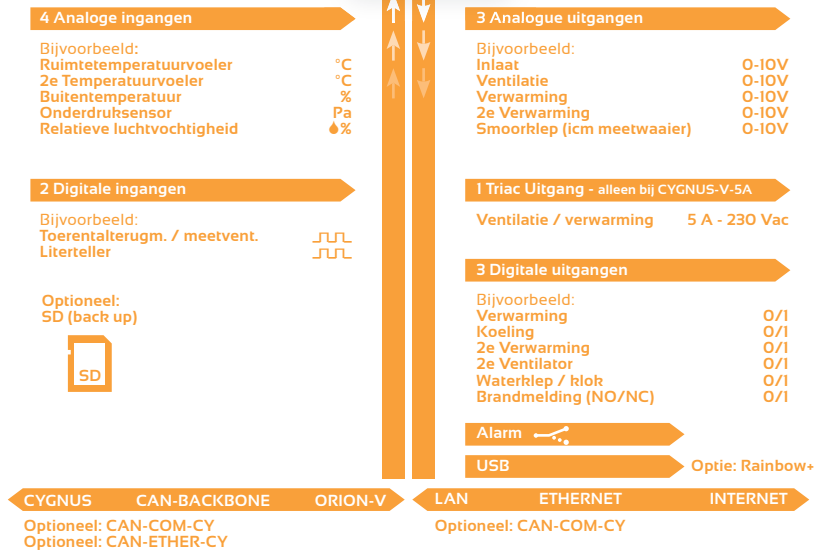 4 Analoge ingangen
Bijvoorbeeld:
Ruimtetemperatuurvoeler °C
2e Temperatuurvoeler °C
Buitentemperatuur %
Onderdruksensor Pa
Relatieve luchtvochtigheid %
2 Digitale ingangen
Bijvoorbeeld:
Toerentalterugm. / meetvent.
Literteller
Optioneel:
SD (back up)
SD
3 Analogue uitgangen
Bijvoorbeeld:
Inlaat 0-10V
Ventilatie 0-10V
Verwarming 0-10V
2e Verwarming 0-10V
Smoorklep (icm meetwaaier) 0-10V
1 Triac Uitgang - alleen bij CYGNUS-V-5A
Ventilatie / verwarming 5 A - 230 Vac
3 Digitale uitgangen
Bijvoorbeeld:
Verwarming 0/1
Koeling 0/1
2e Verwarming 0/1
2e Ventilator 0/1
Waterklep / klok 0/1
Brandmelding (NO/NC) 0/1
Alarm
USB Optie: Rainbow+
CYGNUS CAN-BACKBONE ORION-V
Optioneel: CAN-COM-CY
Optioneel: CAN-ETHER-CY
LAN ETHERNET INTERNET
Optioneel: CAN-COM-CY